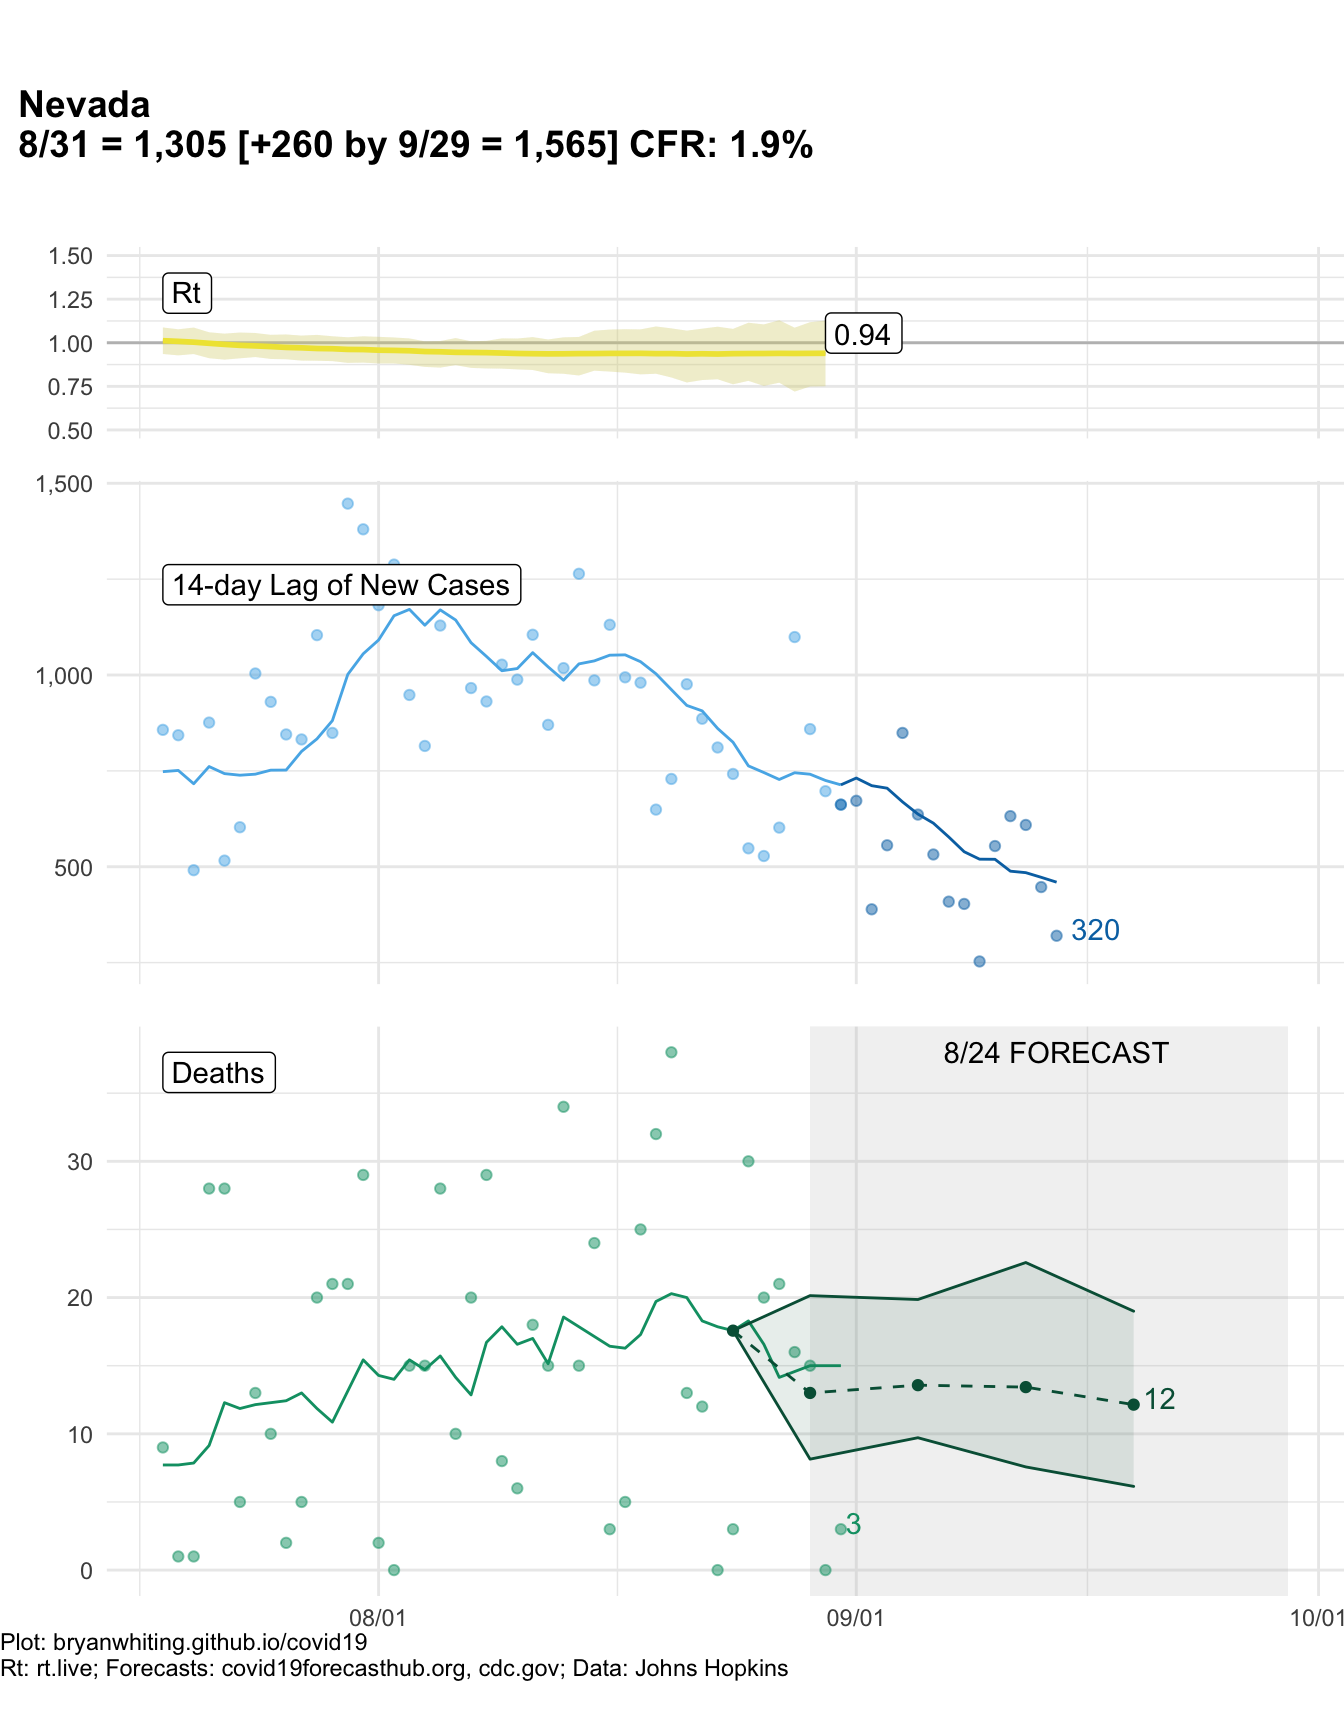 Nevada
8/31 = 1,305 [+260 by 9/29 = 1,565] CFR: 1.9%
1.50
Rt
1.25
1.00
0.94
0.75
0.50
1,500
14-day Lag of New Cases
1,000
500
320
8/24 FORECAST
Deaths
30
20
12
10
3
0
08/01
09/01
10/01
Plot: bryanwhiting.github.io/covid19
Rt: rt.live; Forecasts: covid19forecasthub.org, cdc.gov; Data: Johns Hopkins